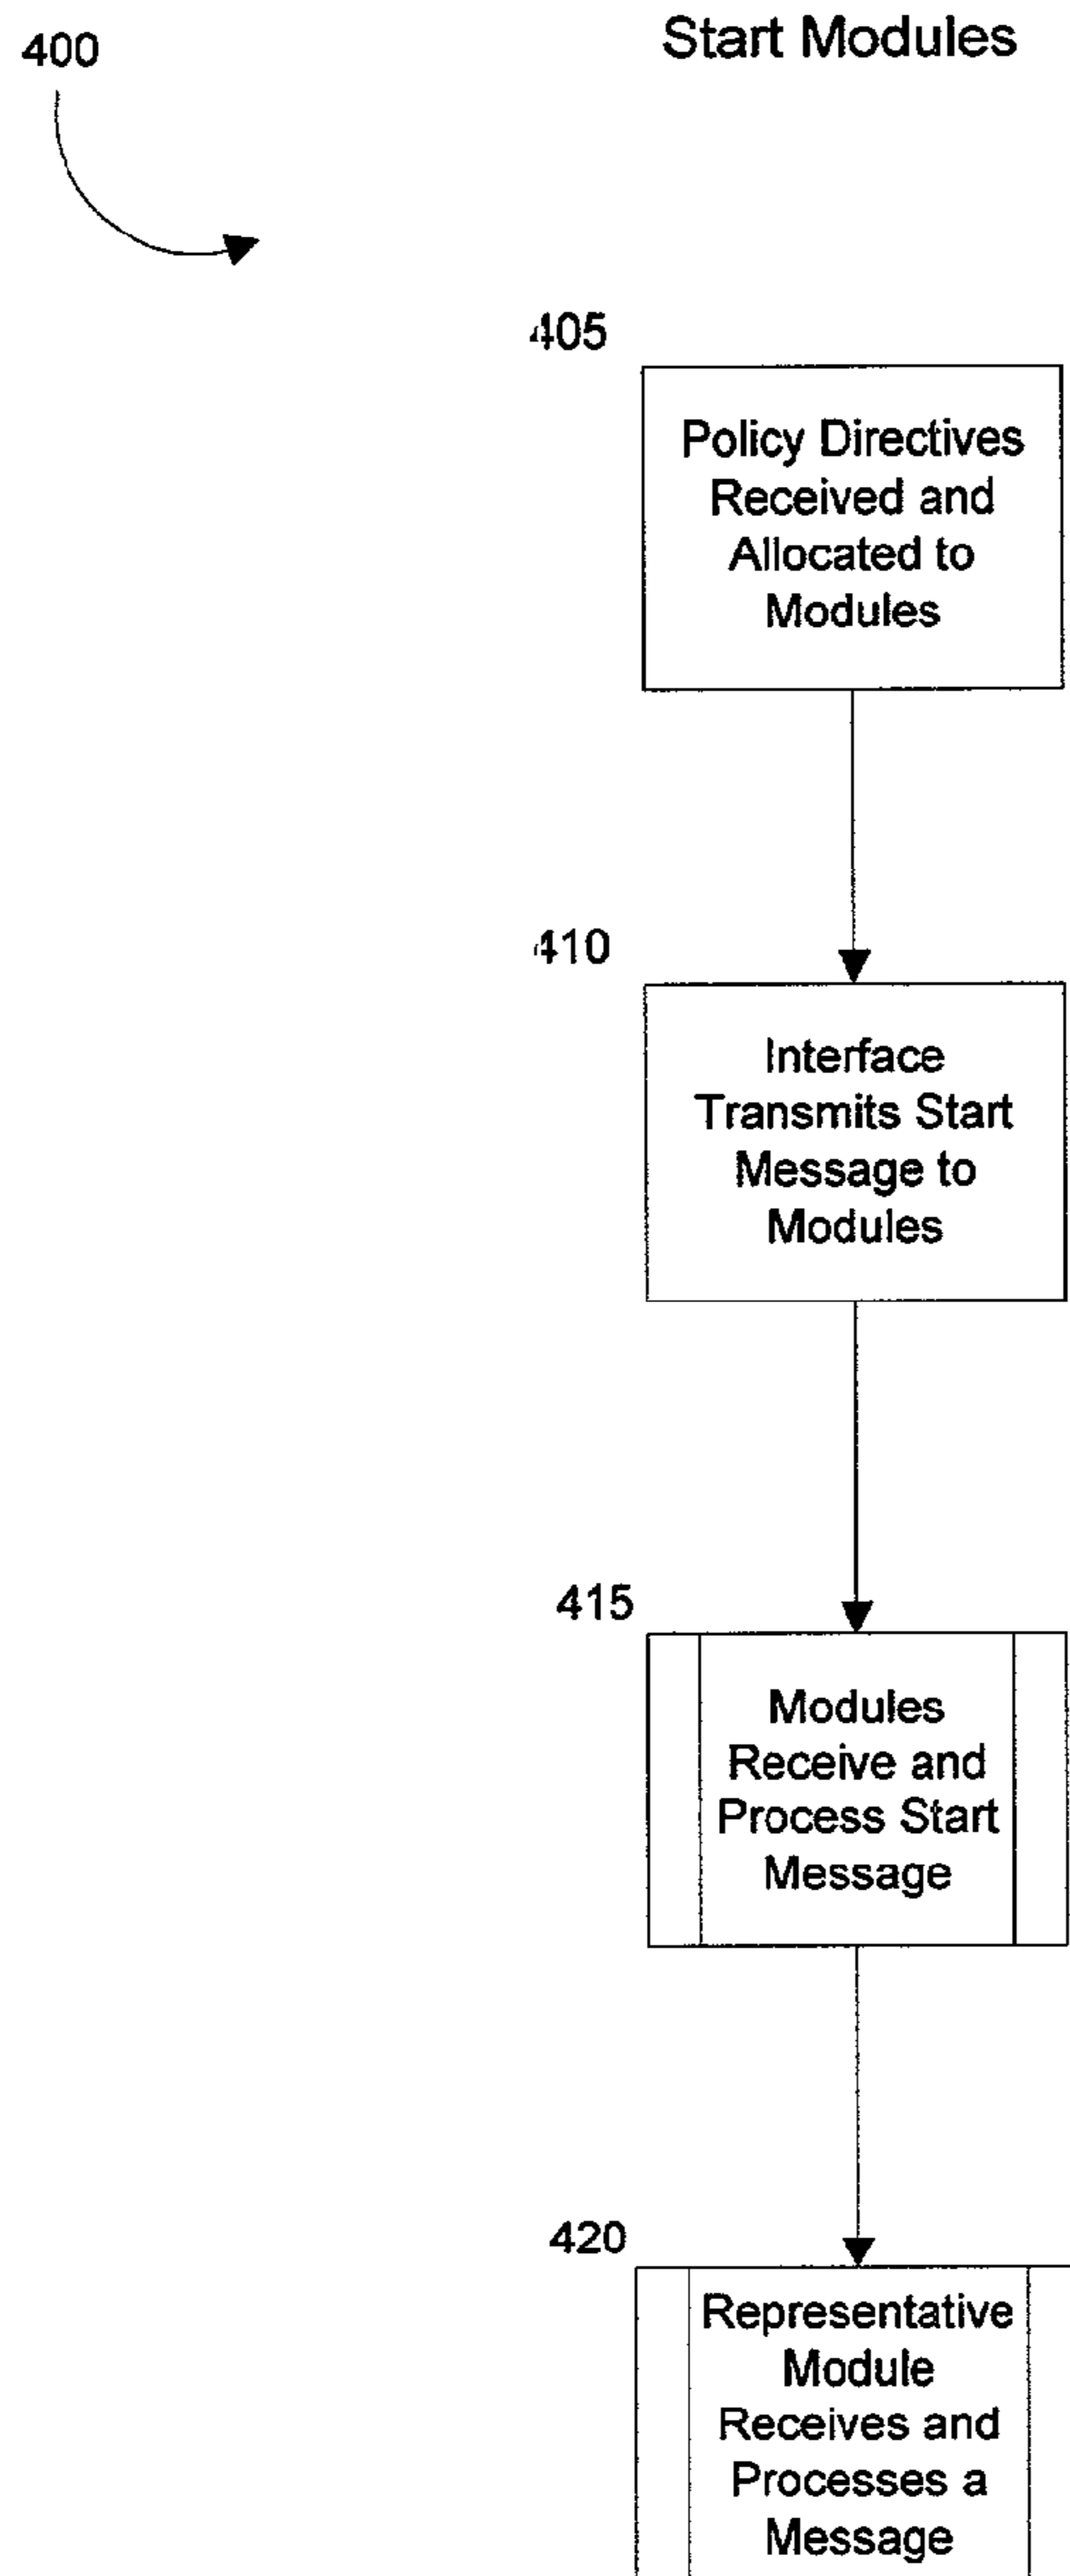 400
Start Modules
405
Policy Directives
Received and
Allocated to
Modules
410
Interface
Transmits Start
Message to
Modules
415
Modules
Receive and
Process Start
Message
420
Representative
Module
Receives and
Processes a
Message